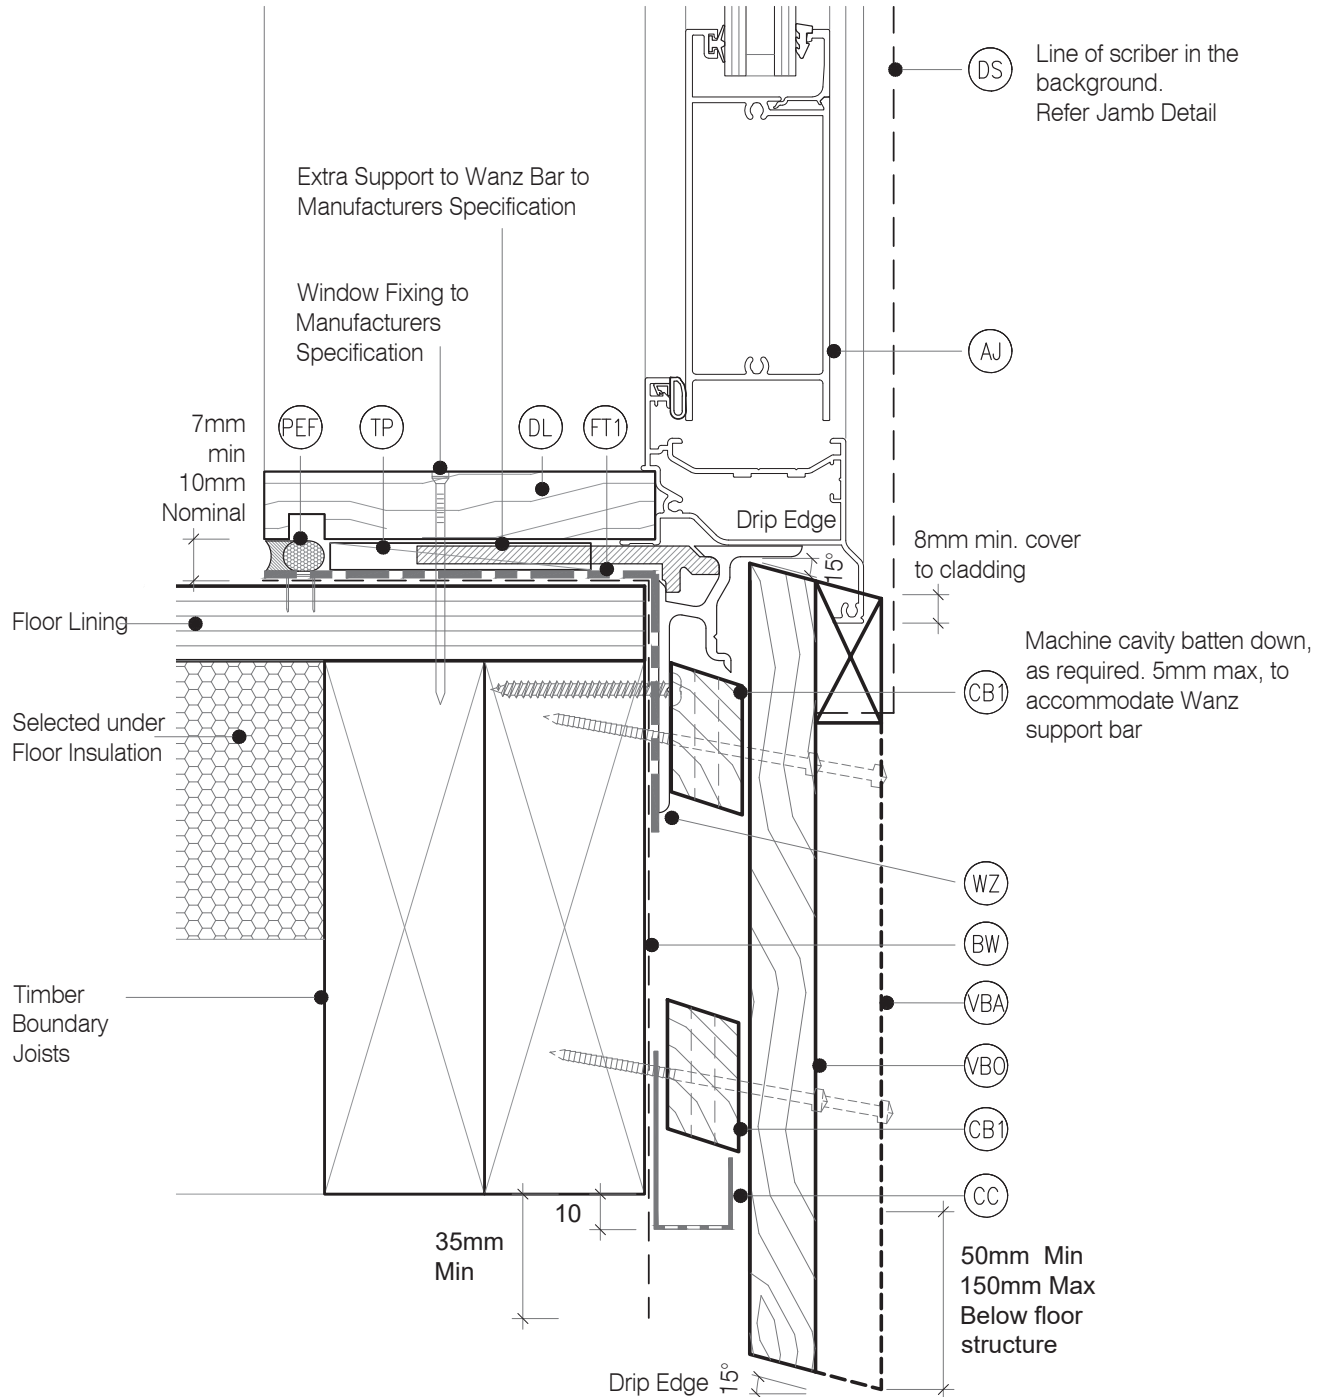 DS
Line of scriber in the
background.
Refer Jamb Detail
Extra Support to Wanz Bar to
Manufacturers Specification
Window Fixing to
Manufacturers
Specification
AJ
7mm
min
10mm
Nominal
PEF
TP
DL
FT1
Drip Edge
15°
8mm min. cover
to cladding
Floor Lining
Machine cavity batten down,
as required. 5mm max, to
accommodate Wanz
support bar
CB1
Selected under
Floor Insulation
WZ
BW
Timber
Boundary
Joists
VBA
VBO
CB1
CC
10
35mm
Min
50mm Min
150mm Max
Below floor
structure
Drip Edge
15°